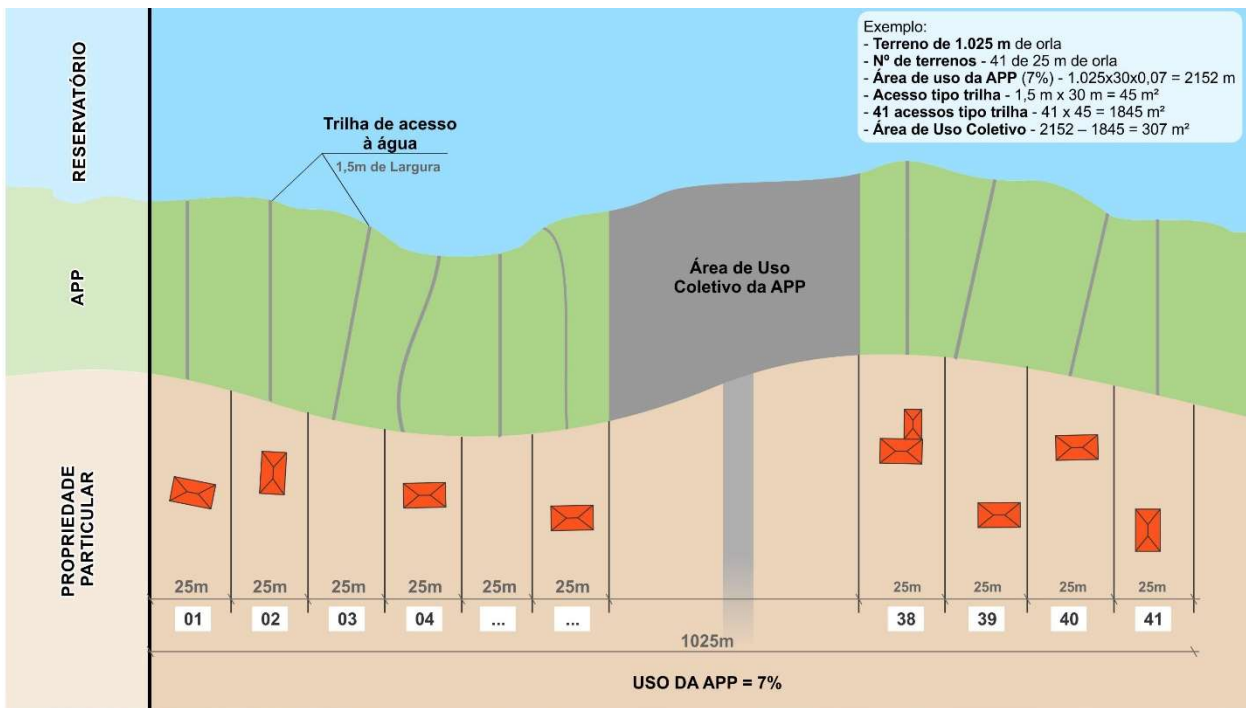 Exemplo:
- Terreno de 1.025 m de orla
- Nº de terrenos - 41 de 25 m de orla
- Área de uso da APP (7%) - 1.025x30x0,07 = 2152 m
- Acesso tipo trilha - 1,5 m x 30 m = 45 m²
- 41 acessos tipo trilha - 41 x 45 = 1845 m²
- Área de Uso Coletivo - 2152 – 1845 = 307 m²
RESERVATÓRIO
Trilha de acesso
à água
1,5m de Largura
APP
Área de Uso
Coletivo da APP
PROPRIEDADE
PARTICULAR
25m 25m 25m 25m 25m 25m 25m 25m 25m 25m
01 02 03 04 ... ... 38 39 40 41
1025m
USO DA APP = 7%